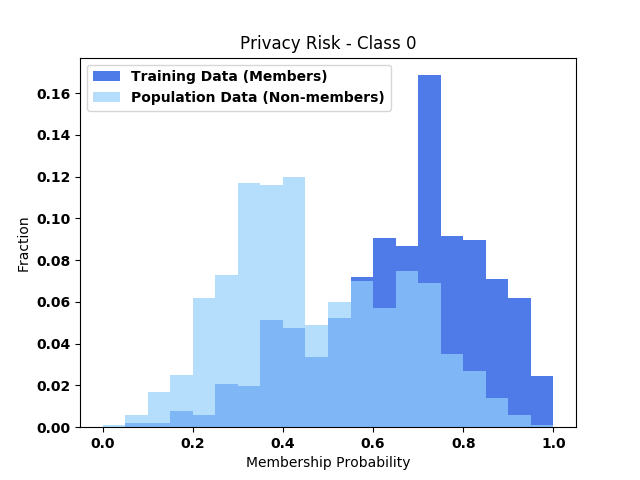 Privacy Risk - Class 0
Training Data (Members)
Population Data (Non-members)
Fraction
0.16
0.14
0.12
0.10
0.08
0.06
0.04
0.02
0.00
0.0 0.2 0.4 0.6 0.8 1.0
Membership Probability